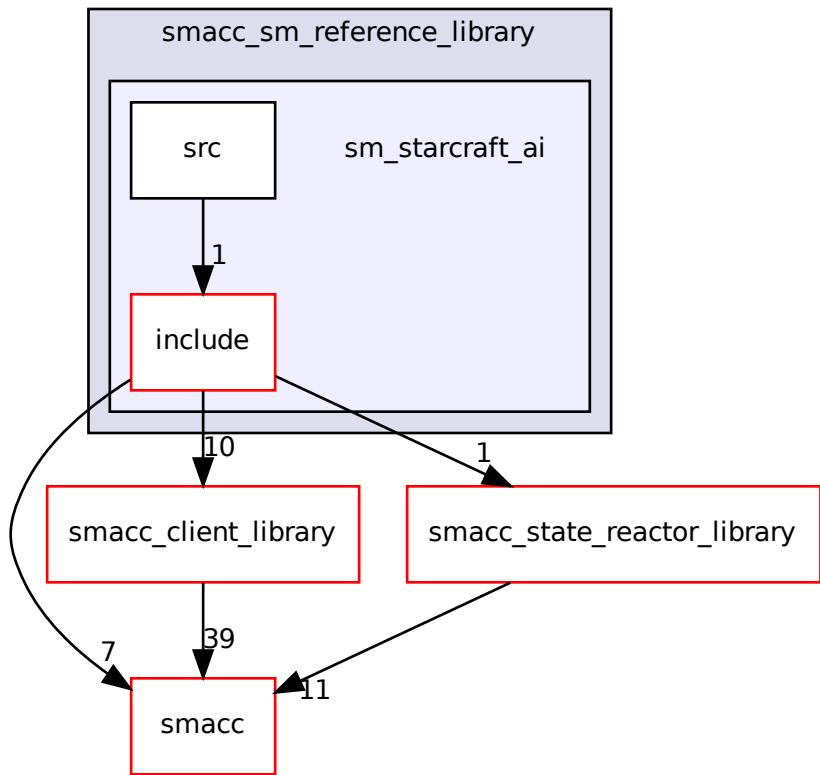 smacc_sm_reference_library
src
sm_starcraft_ai
1
include
10
1
smacc_client_library
smacc_state_reactor_library
7
39
11
smacc